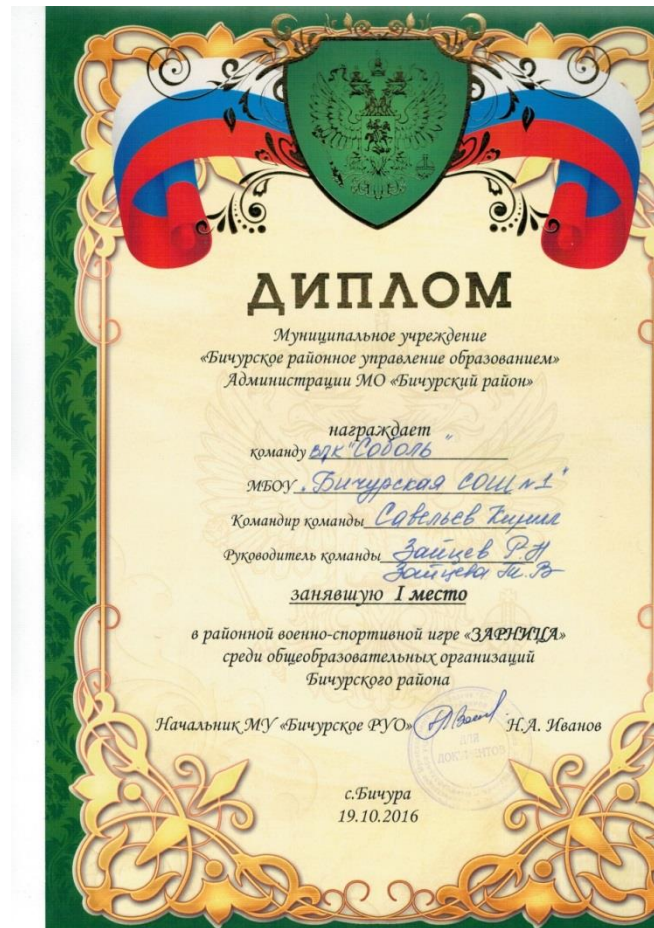 ДИПЛОМ
Муниципальное учреждение
«Бичурское районное управление образованием»
Администрации МО «Бичурский район»
награждает
команду ВПК "Соболь"
МБОУ "Бичурская СОШ №1"
Командир команды Савельев Кирилл
Руководитель команды Зайцев Р.Н
Зайцева Т.В
занявшую I место
в районной военно-спортивной игре «ЗАРНИЦА»
среди общеобразовательных организаций
Бичурского района
Начальник МУ «Бичурское РУО» Н.А. Иванов
ДЛЯ
ДОКУМЕНТОВ
с.Бичура
19.10.2016